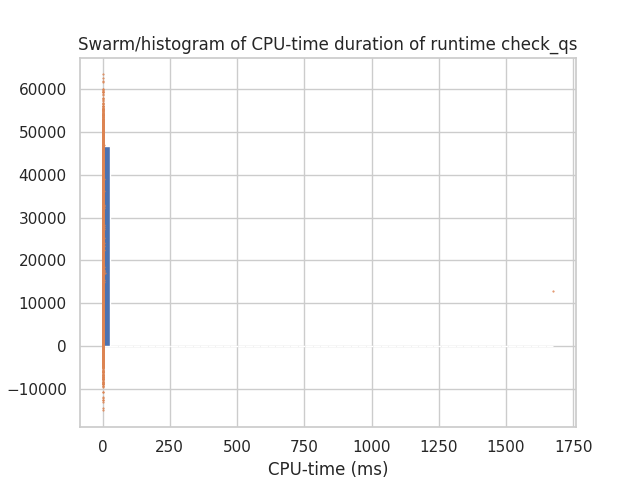 Swarm/histogram of CPU-time duration of runtime check_qs
60000
50000
40000
30000
20000
10000
0
−10000
0 250 500 750 1000 1250 1500 1750
CPU-time (ms)